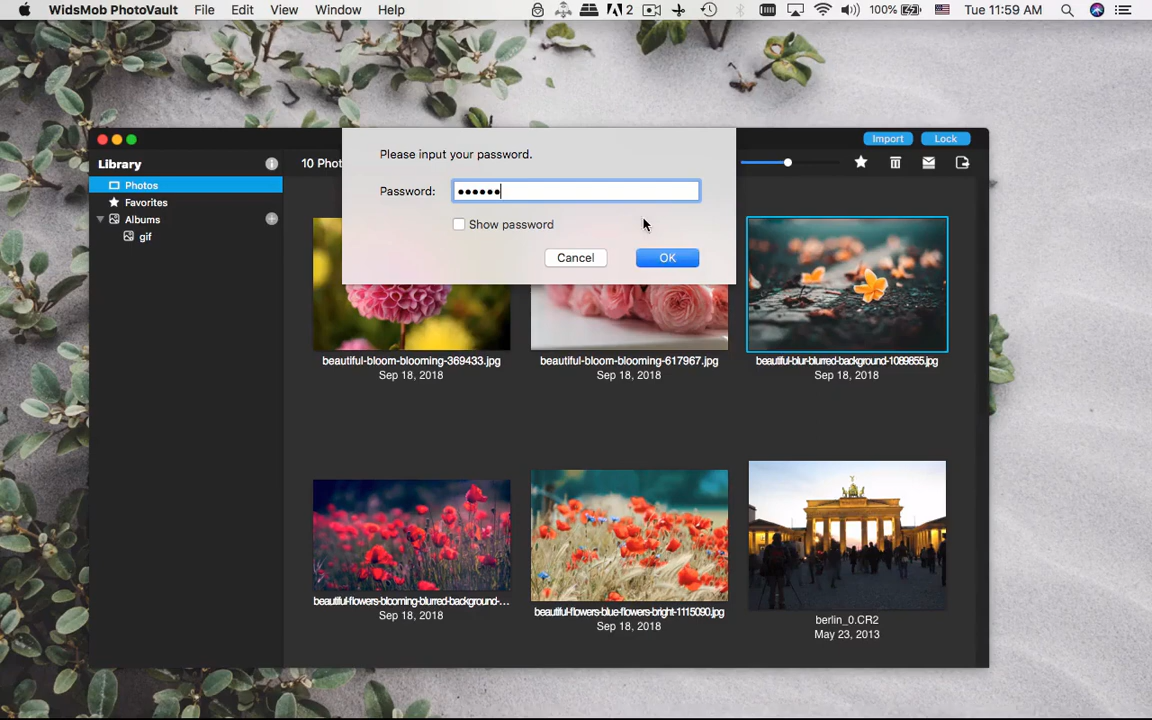 WidsMob PhotoVault File Edit View Window Help 2 100% Tue 11:59 AM
Import Lock
Library
10 Phot
Photos
Favorites
Albums
gif
Please input your password.
Password: ••••••
Show password
Cancel OK
beautiful-bloom-blooming-369433.jpg
Sep 18, 2018
beautiful-bloom-blooming-617967.jpg
Sep 18, 2018
beautiful-blur-blurred-background-1089855.jpg
Sep 18, 2018
beautiful-flowers-blooming-blurred-background-...
Sep 18, 2018
beautiful-flowers-blue-flowers-bright-1115090.jpg
Sep 18, 2018
berlin_0.CR2
May 23, 2013